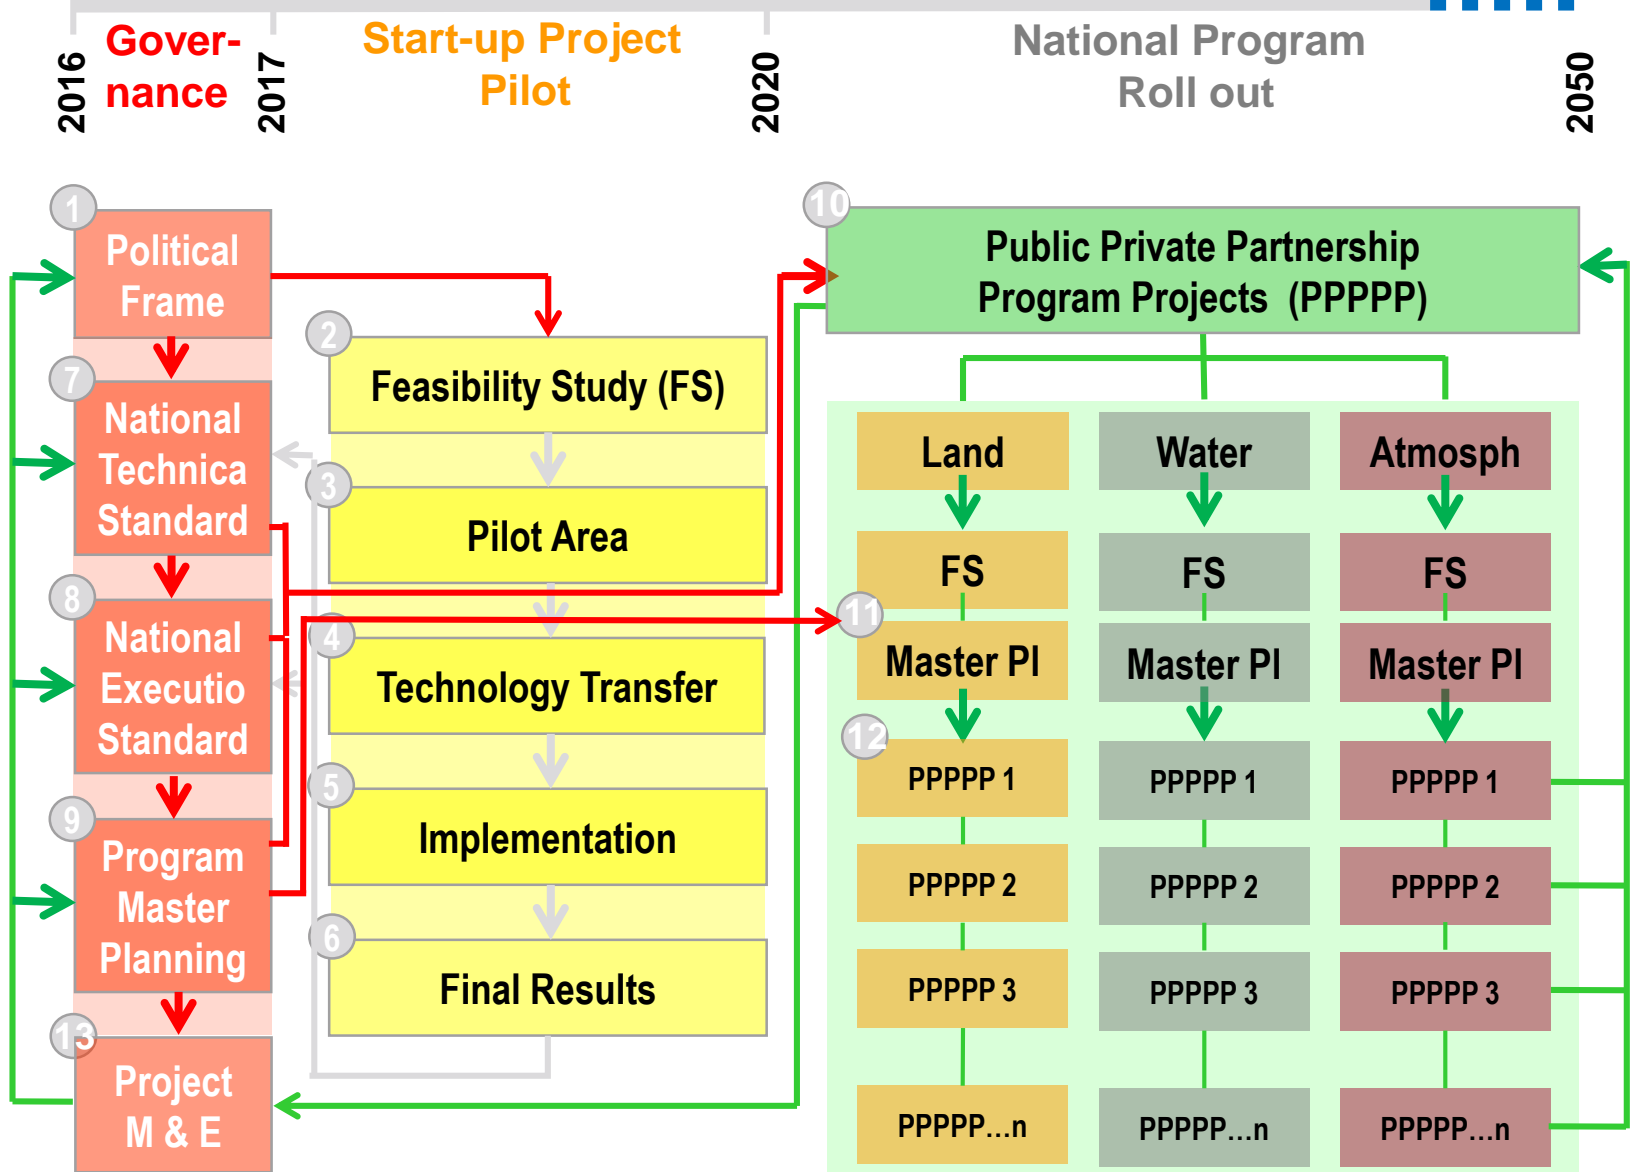 2016
Gover-
nance
2017
Start-up Project
Pilot
2020
National Program
Roll out
2050
1
Political
Frame
7
National
Technica
Standard
8
National
Executio
Standard
9
Program
Master
Planning
13
Project
M & E
2
Feasibility Study (FS)
3
Pilot Area
4
Technology Transfer
5
Implementation
6
Final Results
10
Public Private Partnership
Program Projects (PPPPP)
Land
Water
Atmosph
FS
FS
FS
11
Master Pl
Master Pl
Master Pl
12
PPPPP 1
PPPPP 1
PPPPP 1
PPPPP 2
PPPPP 2
PPPPP 2
PPPPP 3
PPPPP 3
PPPPP 3
PPPPP...n
PPPPP...n
PPPPP...n